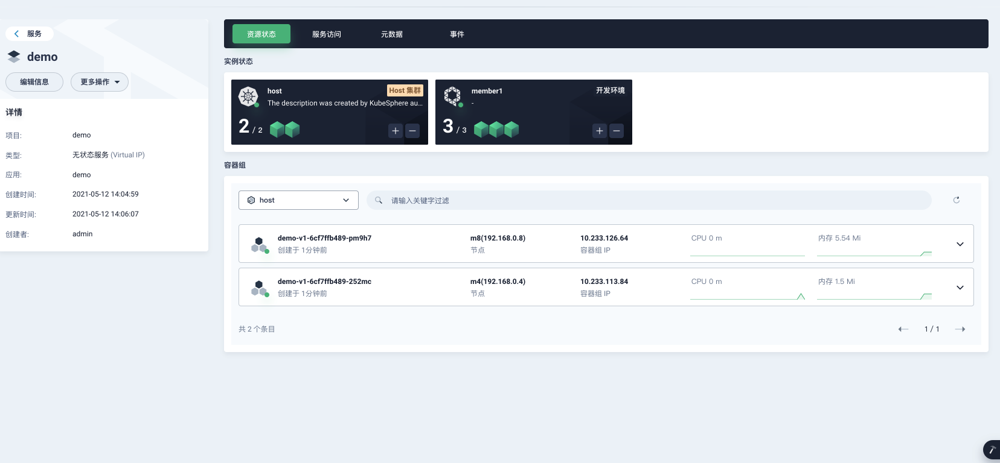 服务
demo
编辑信息
更多操作
详情
项目:
demo
类型:
无状态服务 (Virtual IP)
应用:
demo
创建时间:
2021-05-12 14:04:59
更新时间:
2021-05-12 14:06:07
创建者:
admin
资源状态
服务访问
元数据
事件
实例状态
host
Host 集群
The description was created by KubeSphere au...
2 / 2
member1
开发环境
-
3 / 3
容器组
host
请输入关键字过滤
demo-v1-6cf7ffb489-pm9h7
创建于 1分钟前
m8(192.168.0.8)
节点
10.233.126.64
容器组 IP
CPU 0 m
内存 5.54 Mi
demo-v1-6cf7ffb489-252mc
创建于 1分钟前
m4(192.168.0.4)
节点
10.233.113.84
容器组 IP
CPU 0 m
内存 1.5 Mi
共 2 个条目
1 / 1